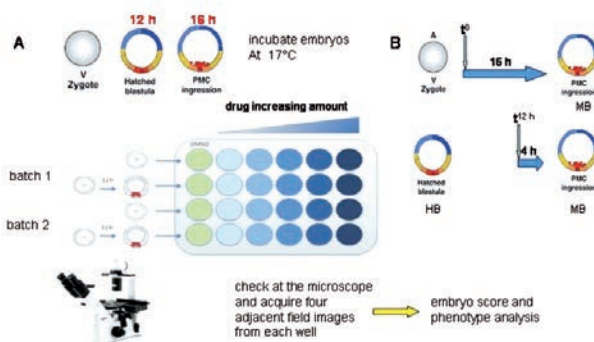 A
12 h
16 h
V
Zygote
Hatched
blastula
PMC
ingression
incubate embryos
At 17°C
drug increasing amount
DMSO
batch 1
12 h
batch 2
12 h
check at the microscope
and acquire four
adjacent field images
from each well
embryo score and
phenotype analysis
B
A
V
Zygote
t0
16 h
PMC
ingression
MB
Hatched
blastula
HB
t12 h
4 h
PMC
ingression
MB